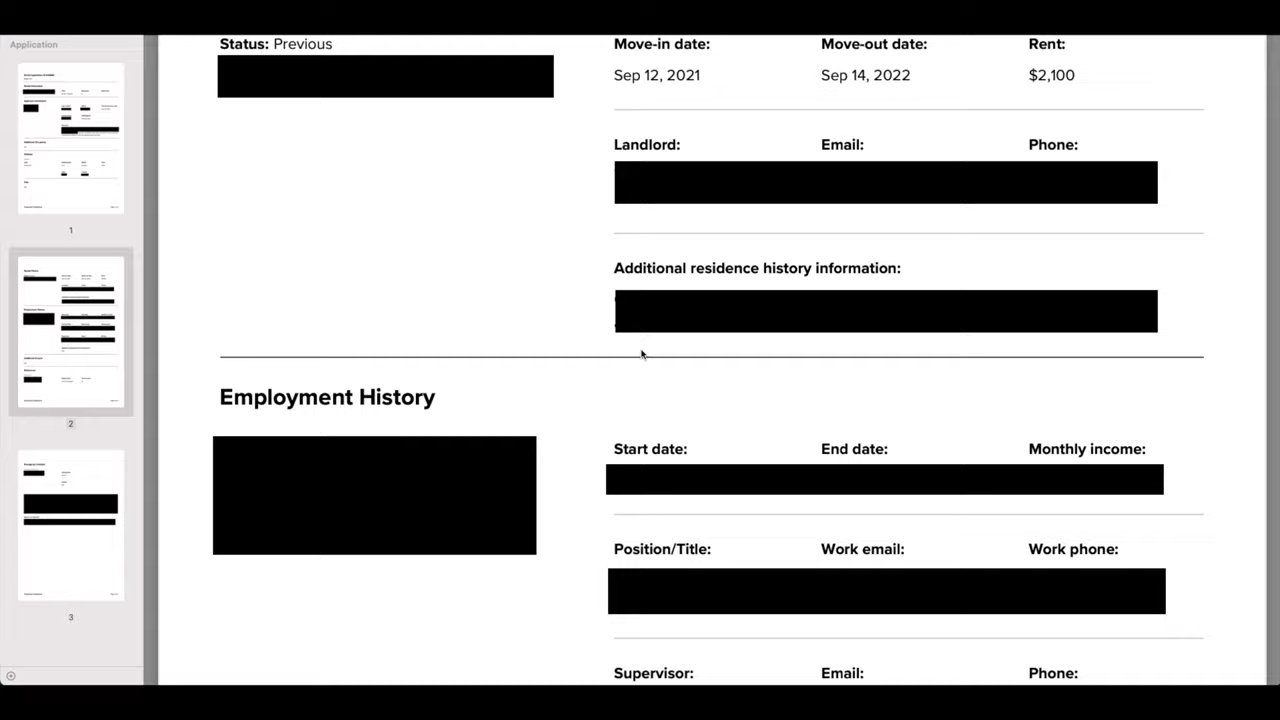 Application
Status: Previous
Move-in date: Move-out date: Rent:
Sep 12, 2021 Sep 14, 2022 $2,100
Landlord: Email: Phone:
Additional residence history information:
Employment History
Start date: End date: Monthly income:
Position/Title: Work email: Work phone:
Supervisor: Email: Phone:
1
2
3